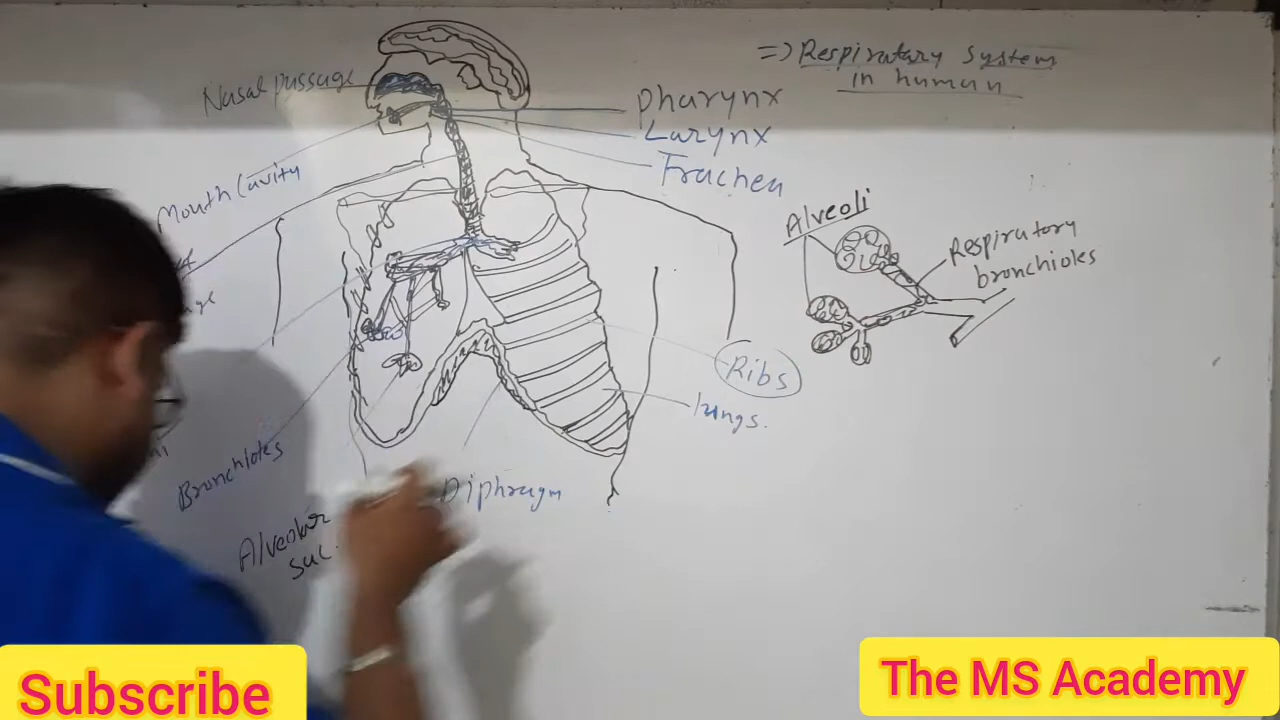 => Respiratary System
in human
Nasal passage
pharynx
Larynx
Trachea
Mouth Cavity
Alveoli
Respiratory
bronchioles
Ribs
lungs.
Bronchioles
Diphragm
Alveolar
sac.
Subscribe
The MS Academy